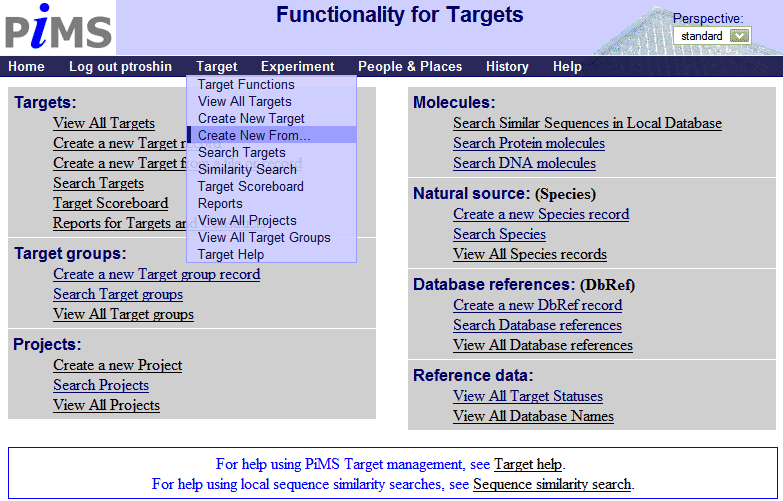 PiMS
Functionality for Targets
Perspective:
standard
Home Log out ptroshin Target Experiment People & Places History Help
Target Functions
View All Targets
Create New Target
Create New From...
Search Targets
Similarity Search
Target Scoreboard
Reports
View All Projects
View All Target Groups
Target Help
Targets:
View All Targets
Create a new Target record
Create a new Target from record
Search Targets
Target Scoreboard
Reports for Targets and
Target groups:
Create a new Target group record
Search Target groups
View All Target groups
Projects:
Create a new Project
Search Projects
View All Projects
Molecules:
Search Similar Sequences in Local Database
Search Protein molecules
Search DNA molecules
Natural source: (Species)
Create a new Species record
Search Species
View All Species records
Database references: (DbRef)
Create a new DbRef record
Search Database references
View All Database references
Reference data:
View All Target Statuses
View All Database Names
For help using PiMS Target management, see Target help.
For help using local sequence similarity searches, see Sequence similarity search.